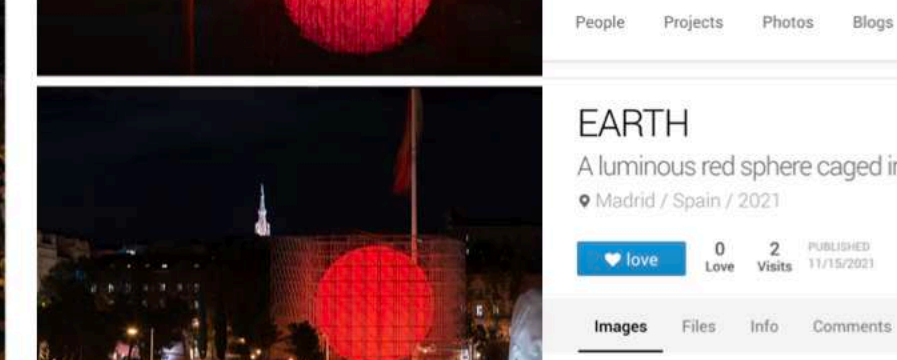 People Projects Photos Blogs
EARTH
A luminous red sphere caged in
Madrid / Spain / 2021
love 0 2 PUBLISHED
Love Visits 11/15/2021
Images Files Info Comments